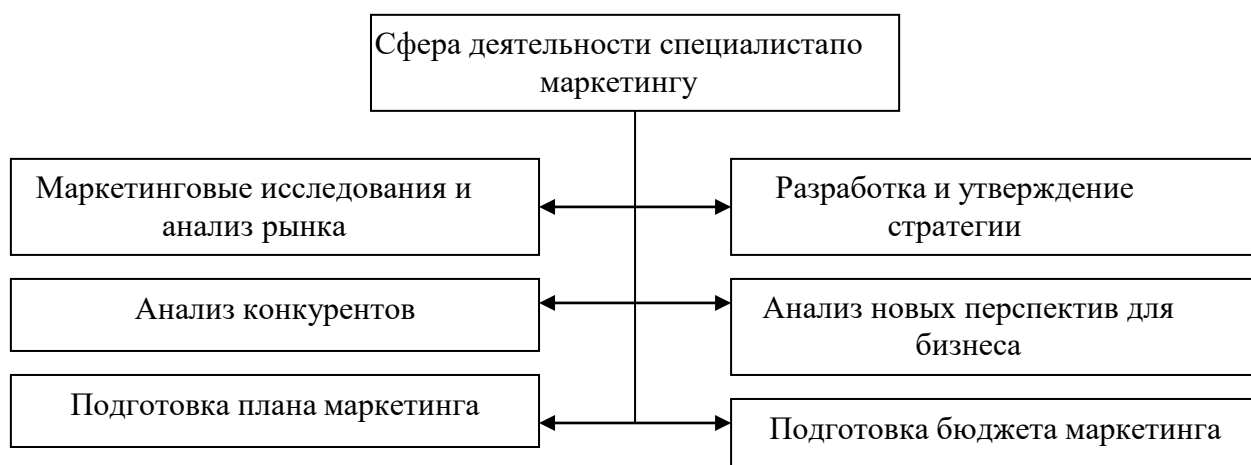 Сфера деятельности специалистапо
маркетингу
Маркетинговые исследования и
анализ рынка
Разработка и утверждение
стратегии
Анализ конкурентов
Анализ новых перспектив для
бизнеса
Подготовка плана маркетинга
Подготовка бюджета маркетинга